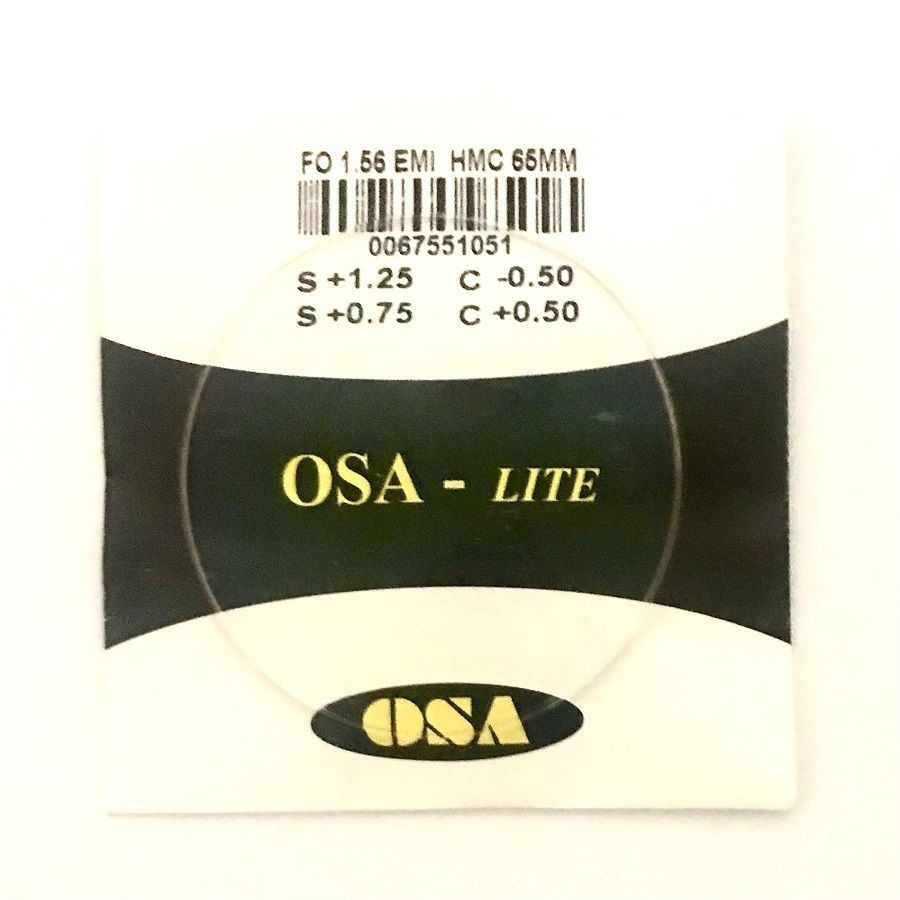 FO 1.56 EMI HMC 65MM
0067551051
S +1.25 C -0.50
S +0.75 C +0.50
OSA - LITE
OSA